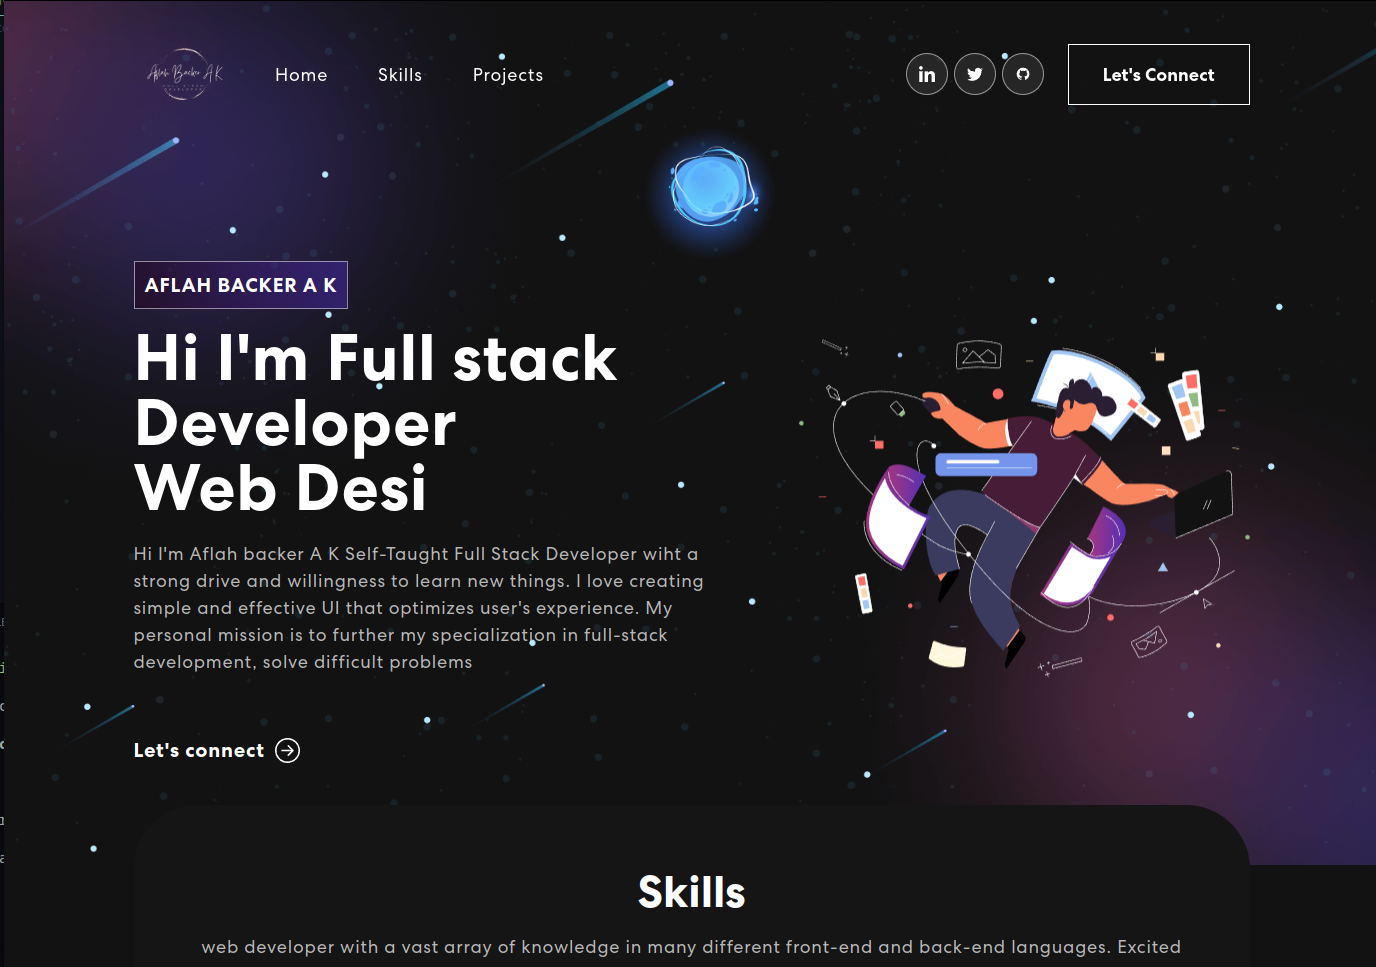 Aflah Backer A K
Home
Skills
Projects
in
Let's Connect
AFLAH BACKER A K
Hi I'm Full stack
Developer
Web Desi
Hi I'm Aflah backer A K Self-Taught Full Stack Developer wiht a
strong drive and willingness to learn new things. I love creating
simple and effective UI that optimizes user's experience. My
personal mission is to further my specialization in full-stack
development, solve difficult problems
Let's connect
Skills
web developer with a vast array of knowledge in many different front-end and back-end languages. Excited